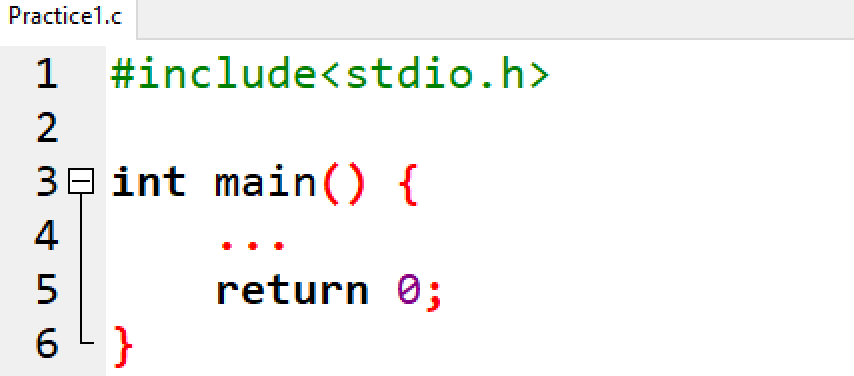 Practice1.c
1 #include<stdio.h>
2
3 int main() {
4 ...
5 return 0;
6 }